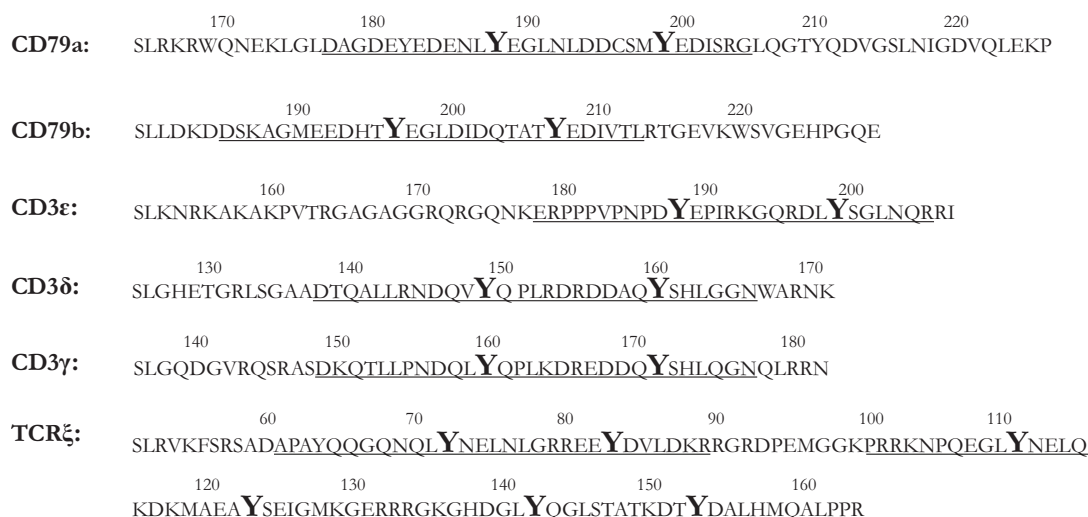 170 180 190 200 210 220
CD79a: SLRKRWQNEKLGLDAGDEYEDENLYEGLNLDDCSMYEDISRGLQGTYQDVGSLNIGDVQLEKP
190 200 210 220
CD79b: SLLDKDDSKAGMEEDHTYEGLDIDQTATYEDIVTLRTGEVKWSVGEHPGQE
160 170 180 190 200
CD3ε: SLKNRKAKAKPVTRGAGAGGRQRGQNKERPPPVPNPDYEPIRKGQRDLYSGLNQRRI
130 140 150 160 170
CD3δ: SLGHETGRLSGAADTQALLRNDQVYQ PLRDRDDAQYSHLGGNWARNK
140 150 160 170 180
CD3γ: SLGQDGVRQSRASDKQTLLPNDQLYQPLKDREDDQYSHLQGNQLRRN
60 70 80 90 100 110
TCRξ: SLRVKFSRSADAPAYQQGQNQLYNELNLGRREEYDVLDKRRGRDPEMGGKPRRKNPQEGLYNELQ
120 130 140 150 160
KDKMAEAYSEIGMKGERRRGKGHDGLYQGLSTATKDTYDALHMQALPPR